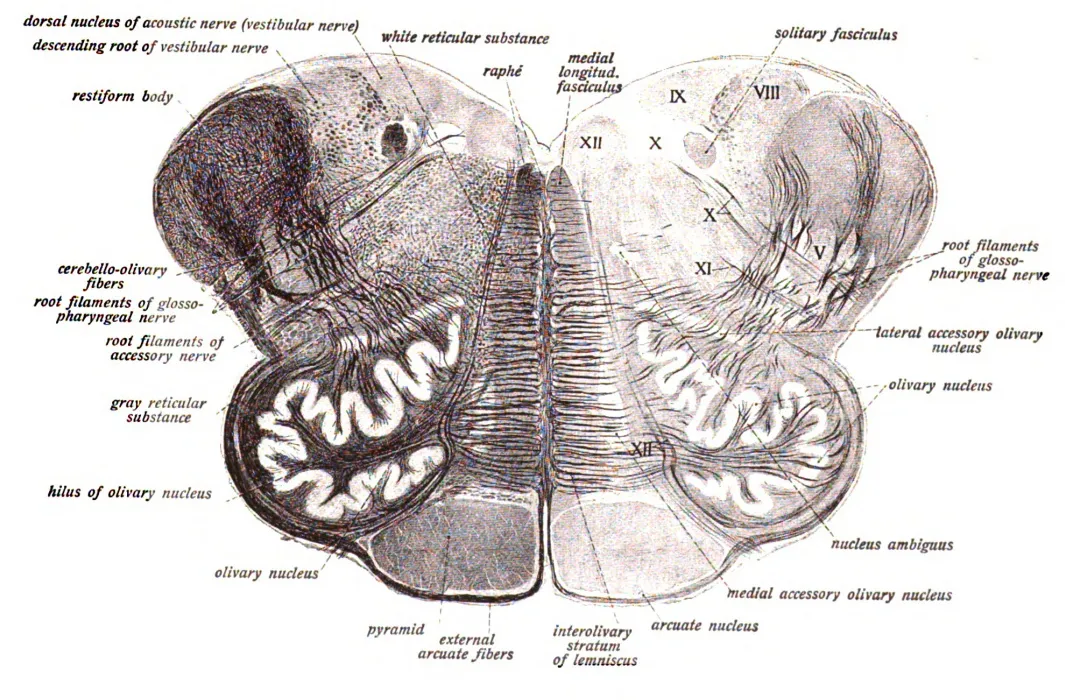 dorsal nucleus of acoustic nerve (vestibular nerve)
descending root of vestibular nerve
white reticular substance
solitary fasciculus
restiform body
raphé
medial
longitud.
fasciculus
IX
VIII
XII
X
X
XI
V
cerebello-olivary
fibers
root filaments of glosso-
pharyngeal nerve
root filaments of
accessory nerve
gray reticular
substance
hilus of olivary nucleus
olivary nucleus
root filaments
of glosso-
pharyngeal nerve
lateral accessory olivary
nucleus
olivary nucleus
XII
nucleus ambiguus
medial accessory olivary nucleus
pyramid
external
arcuate fibers
interolivary
stratum
of lemniscus
arcuate nucleus